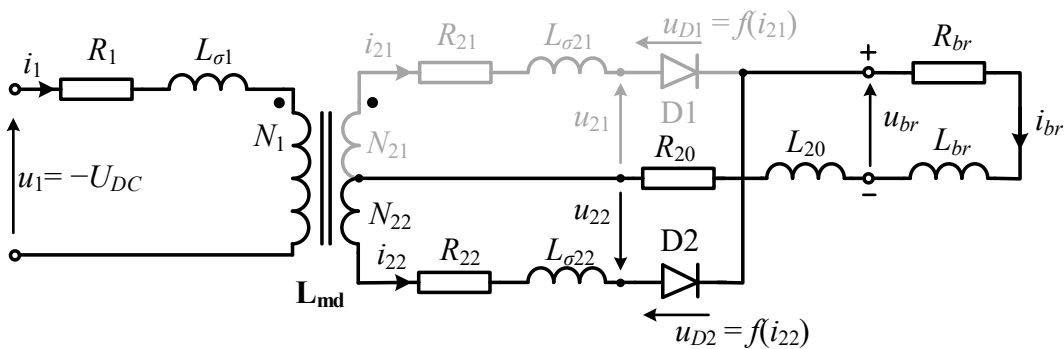 i1
R1
Lσ1
N1
u1= −UDC
Lmd
i21
R21
Lσ21
uD1 = f(i21)
D1
N21
u21
R20
L20
N22
u22
i22
R22
Lσ22
D2
uD2 = f(i22)
+
ubr
−
Rbr
ibr
Lbr